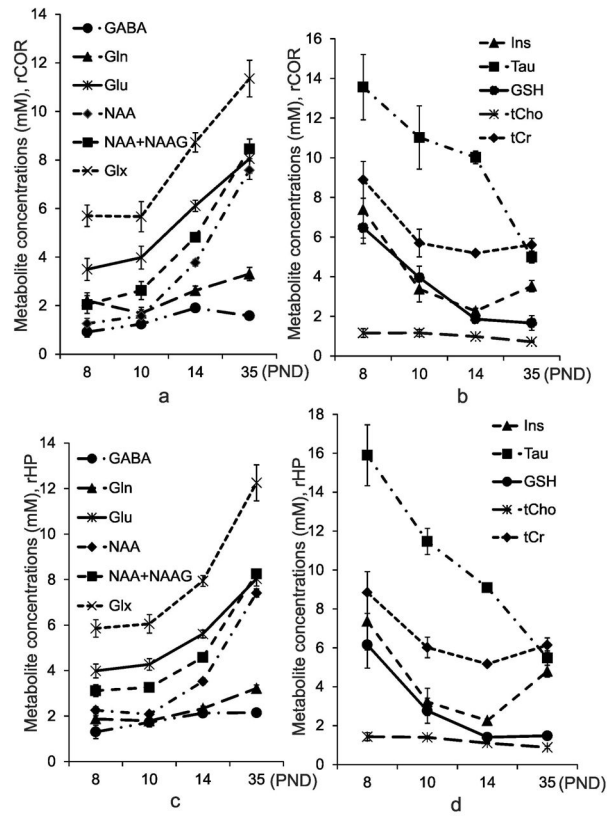 Metabolite concentrations (mM), rCOR
14
12
10
8
6
4
2
0
GABA
Gln
Glu
NAA
NAA+NAAG
Glx
8 10 14 35 (PND)
a
Metabolite concentrations (mM), rCOR
16
14
12
10
8
6
4
2
0
Ins
Tau
GSH
tCho
tCr
8 10 14 35 (PND)
b
Metabolite concentrations (mM), rHP
14
12
10
8
6
4
2
0
GABA
Gln
Glu
NAA
NAA+NAAG
Glx
8 10 14 35 (PND)
c
Metabolite concentrations (mM), rHP
18
16
14
12
10
8
6
4
2
0
Ins
Tau
GSH
tCho
tCr
8 10 14 35 (PND)
d